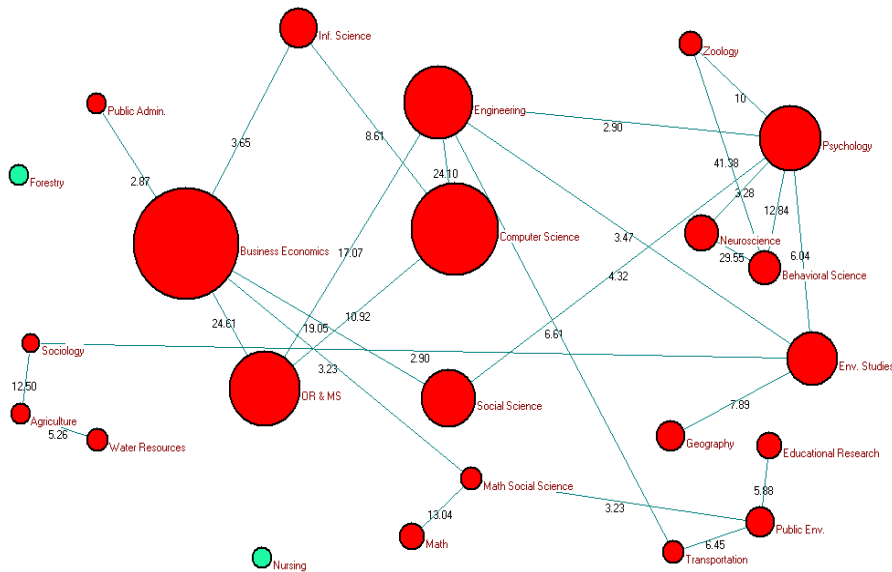 Inf. Science
Zoology
Public Admin.
Engineering
10
2.90
Psychology
3.65
8.61
41.38
Forestry
2.87
24.10
3.28
12.84
Neuroscience
Computer Science
3.47
Business Economics
17.07
29.55
6.04
Behavioral Science
4.32
10.92
24.61
19.05
6.61
Sociology
2.90
Env. Studies
3.23
12.50
OR & MS
7.89
Social Science
Agriculture
5.26
Water Resources
Geography
Educational Research
Math Social Science
5.88
3.23
13.04
Math
Public Env.
6.45
Transportation
Nursing